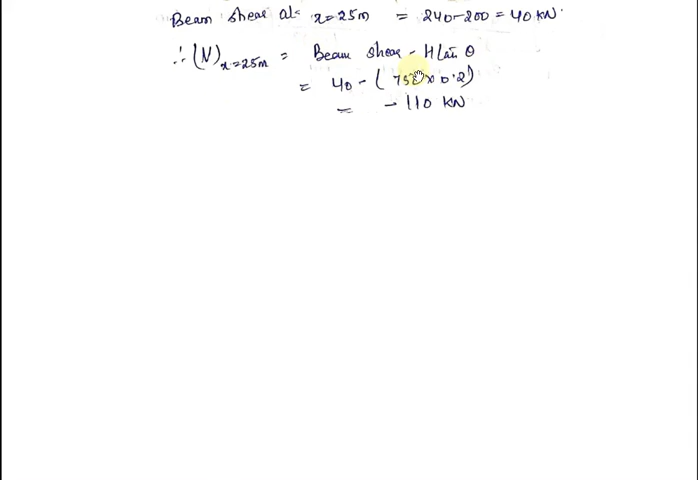 Beam shear at x=25m = 240-200 = 40 KN.
∴ (V)x=25m = Beam shear - H tan θ
= 40 - (750 × 0.2)
= -110 KN